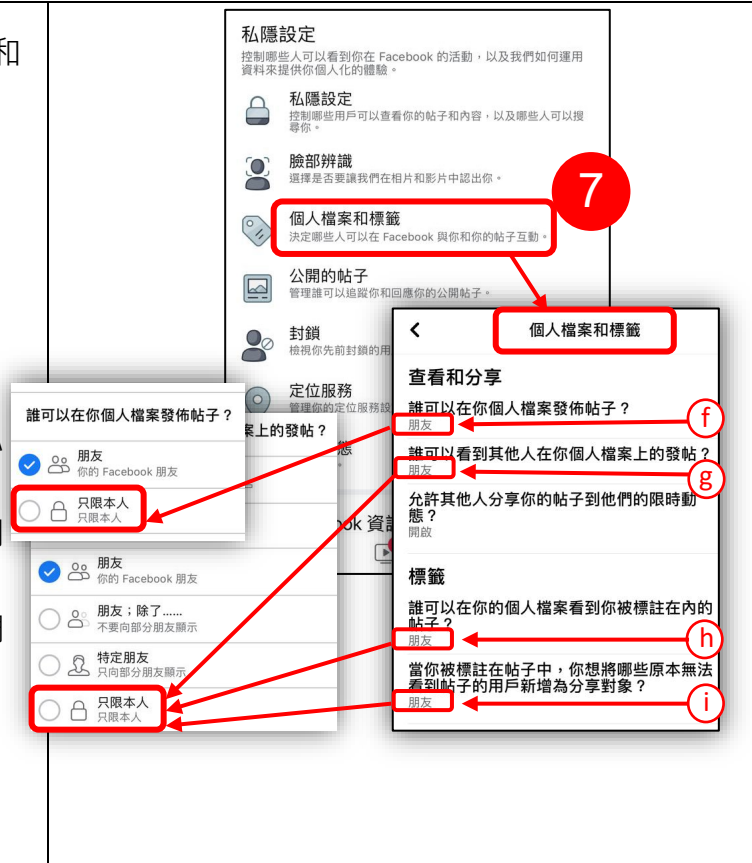 和
私隱設定
控制哪些人可以看到你在 Facebook 的活動，以及我們如何運用
資料來提供你個人化的體驗。
私隱設定
控制哪些用戶可以查看你的帖子和內容，以及哪些人可以搜
尋你。
臉部辨識
選擇是否要讓我們在相片和影片中認出你。
7
個人檔案和標籤
決定哪些人可以在 Facebook 與你和你的帖子互動。
公開的帖子
管理誰可以追蹤你和回應你的公開帖子。
封鎖
檢視你先前封鎖的用
定位服務
管理你的定位服務設
態
ook 資
個人檔案和標籤
查看和分享
誰可以在你個人檔案發佈帖子？
朋友
f
誰可以看到其他人在你個人檔案上的發帖？
朋友
g
允許其他人分享你的帖子到他們的限時動
態？
開啟
標籤
誰可以在你的個人檔案看到你被標註在內的
帖子？
朋友
h
當你被標註在帖子中，你想將哪些原本無法
看到帖子的用戶新增為分享對象？
朋友
i
誰可以在你個人檔案發佈帖子？
朋友
你的 Facebook 朋友
只限本人
只限本人
案上的發帖？
朋友
你的 Facebook 朋友
朋友；除了......
不要向部分朋友顯示
特定朋友
只向部分朋友顯示
只限本人
只限本人